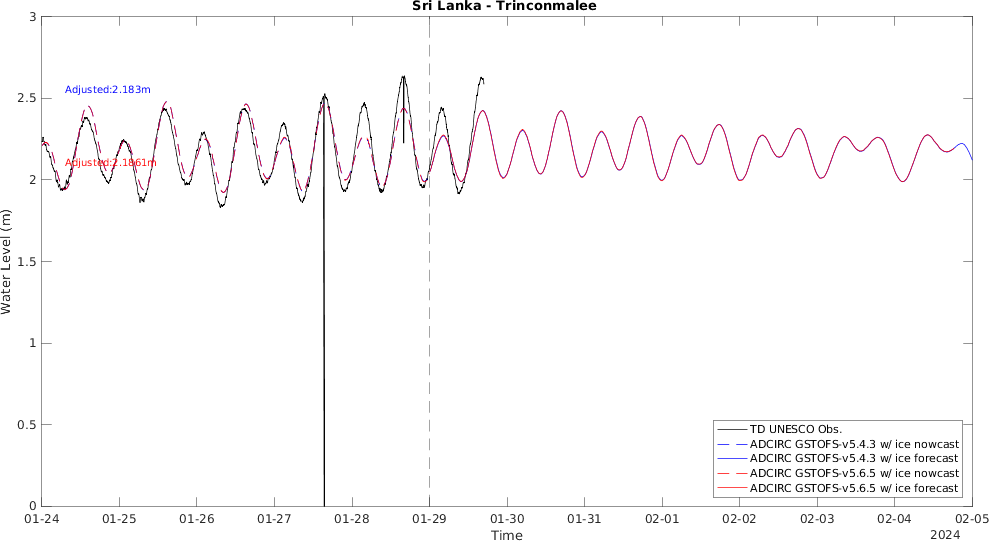 Sri Lanka - Trinconmalee
3
2.5
2
1.5
1
0.5
0
Water Level (m)
Adjusted:2.183m
Adjusted:2.1861m
TD UNESCO Obs.
ADCIRC GSTOFS-v5.4.3 w/ ice nowcast
ADCIRC GSTOFS-v5.4.3 w/ ice forecast
ADCIRC GSTOFS-v5.6.5 w/ ice nowcast
ADCIRC GSTOFS-v5.6.5 w/ ice forecast
01-24 01-25 01-26 01-27 01-28 01-29 01-30 01-31 02-01 02-02 02-03 02-04 02-05
Time
2024